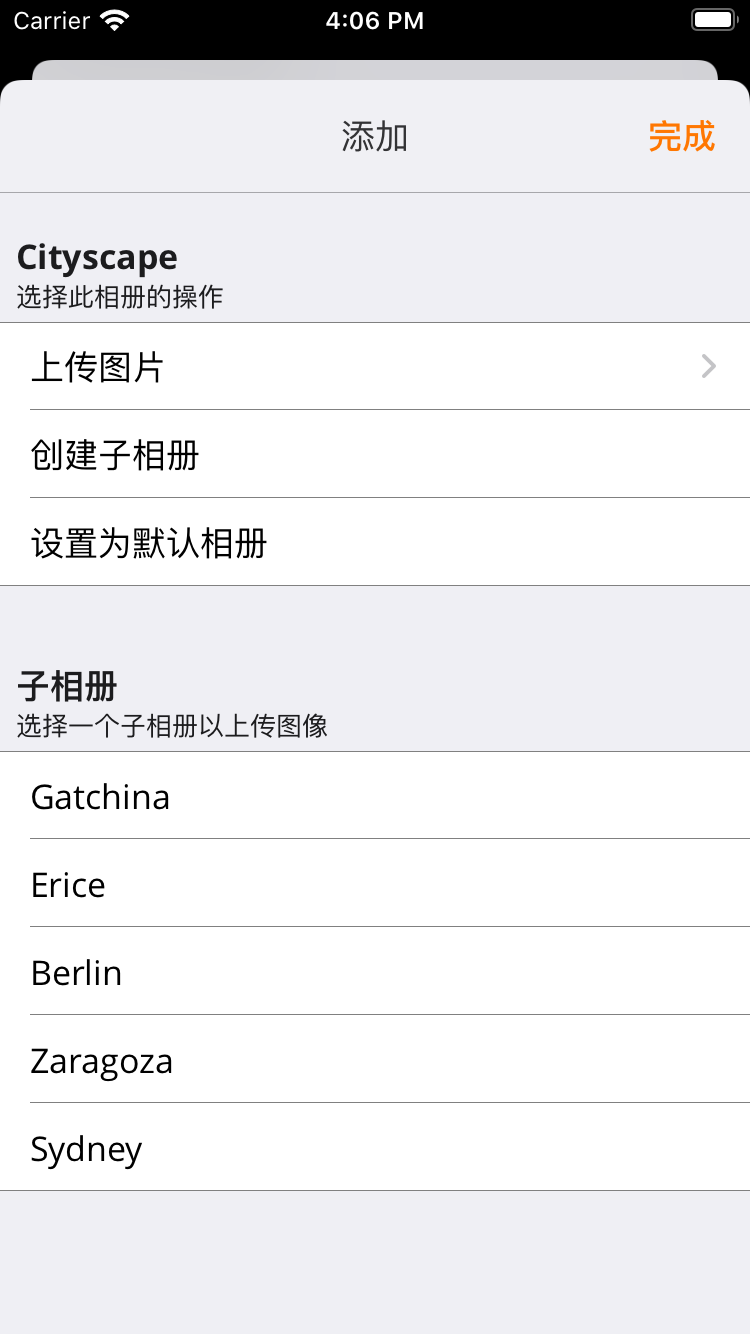 Carrier 4:06 PM
添加 完成
Cityscape
选择此相册的操作
上传图片
创建子相册
设置为默认相册
子相册
选择一个子相册以上传图像
Gatchina
Erice
Berlin
Zaragoza
Sydney